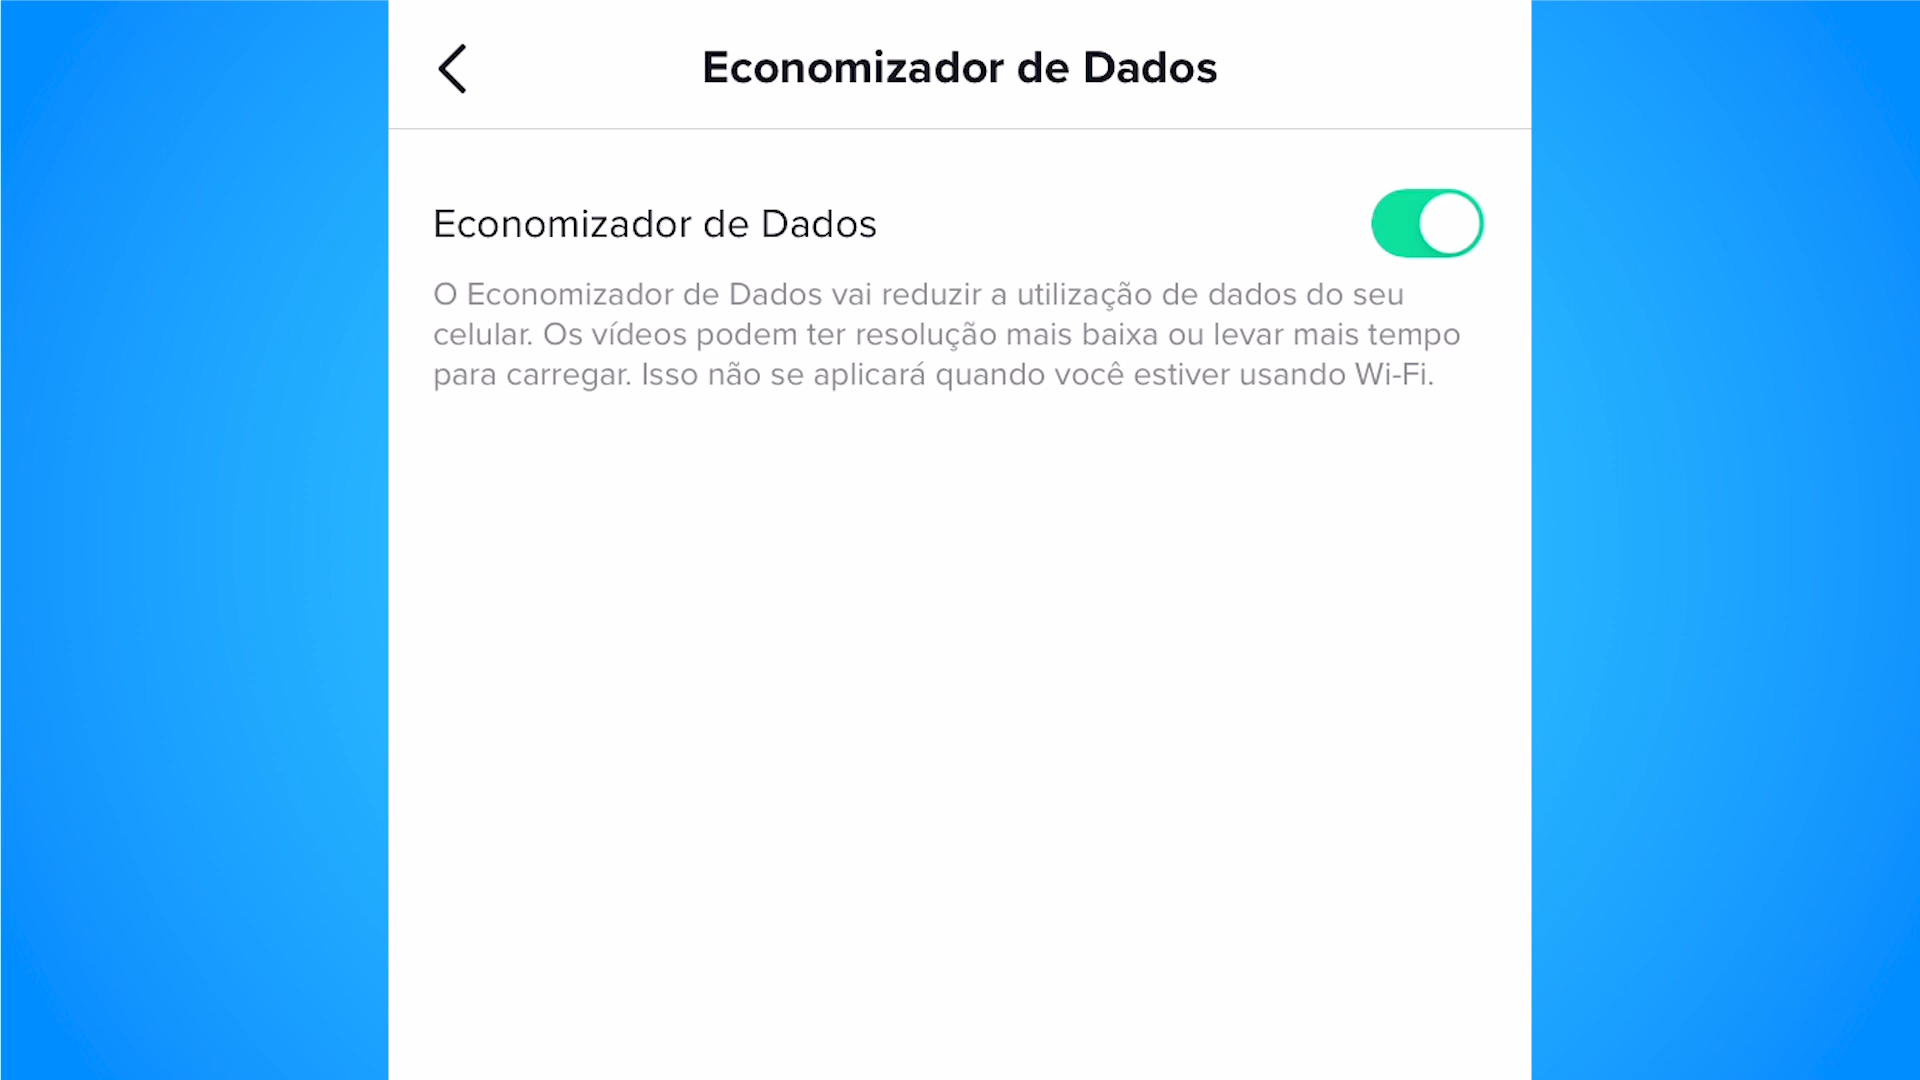 Economizador de Dados
Economizador de Dados
O Economizador de Dados vai reduzir a utilização de dados do seu
celular. Os vídeos podem ter resolução mais baixa ou levar mais tempo
para carregar. Isso não se aplicará quando você estiver usando Wi-Fi.